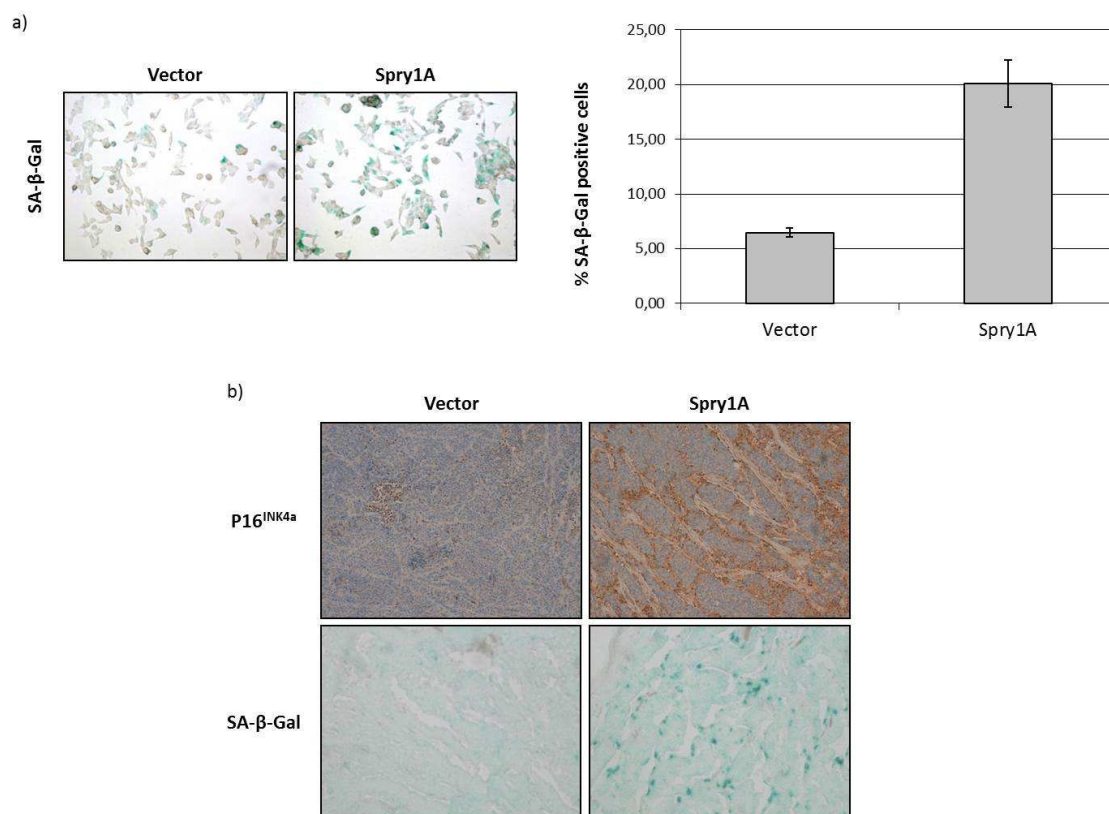 a)
Vector Spry1A
SA-β-Gal
% SA-β-Gal positive cells
25,00
20,00
15,00
10,00
5,00
0,00
Vector Spry1A
b)
Vector Spry1A
P16INK4a
SA-β-Gal